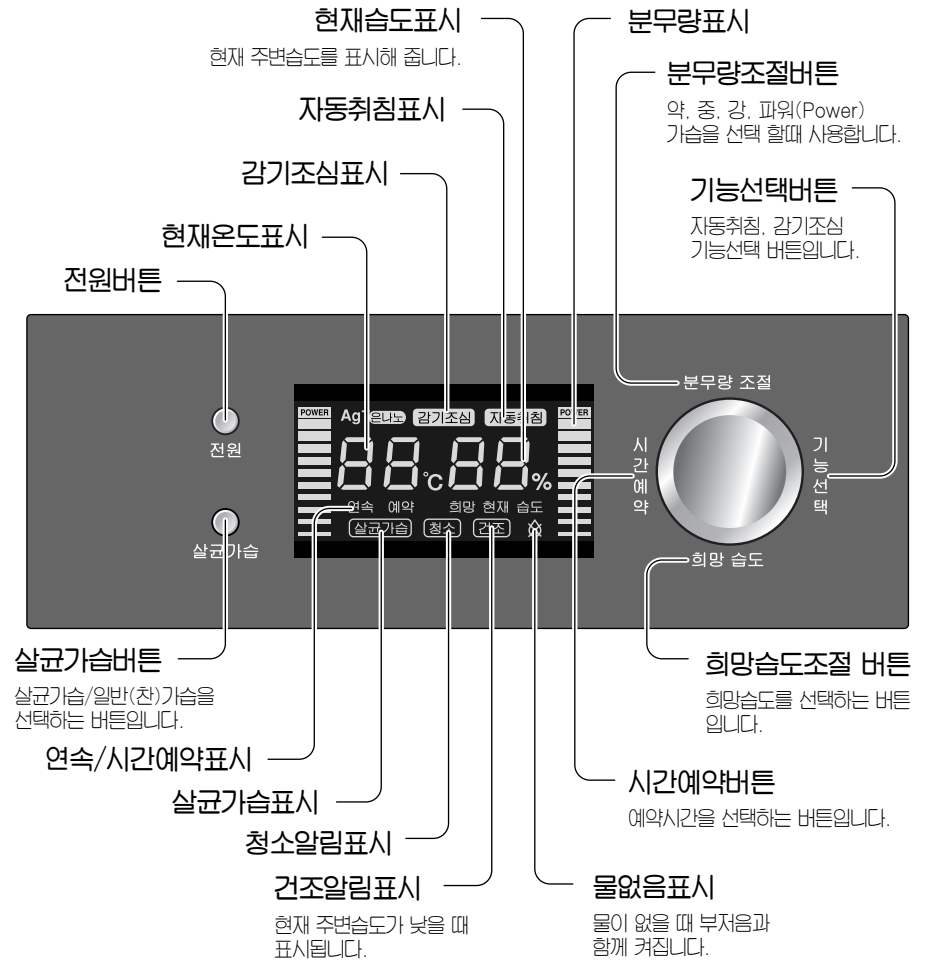 현재습도표시
현재 주변습도를 표시해 줍니다.
분무량표시
분무량조절버튼
약, 중, 강, 파워(Power)
가습을 선택 할때 사용합니다.
자동취침표시
감기조심표시
기능선택버튼
자동취침, 감기조심
기능선택 버튼입니다.
현재온도표시
전원버튼
전원
살균가습
POWER
Ag+ 은나노 감기조심 자동취침
POWER
88℃ 88%
연속 예약 희망 현재 습도
살균가습 청소 건조
분무량 조절
시간예약
기능선택
희망 습도
살균가습버튼
살균가습/일반(찬)가습을
선택하는 버튼입니다.
희망습도조절 버튼
희망습도를 선택하는 버튼
입니다.
연속/시간예약표시
시간예약버튼
예약시간을 선택하는 버튼입니다.
살균가습표시
청소알림표시
건조알림표시
현재 주변습도가 낮을 때
표시됩니다.
물없음표시
물이 없을 때 부저음과
함께 켜집니다.